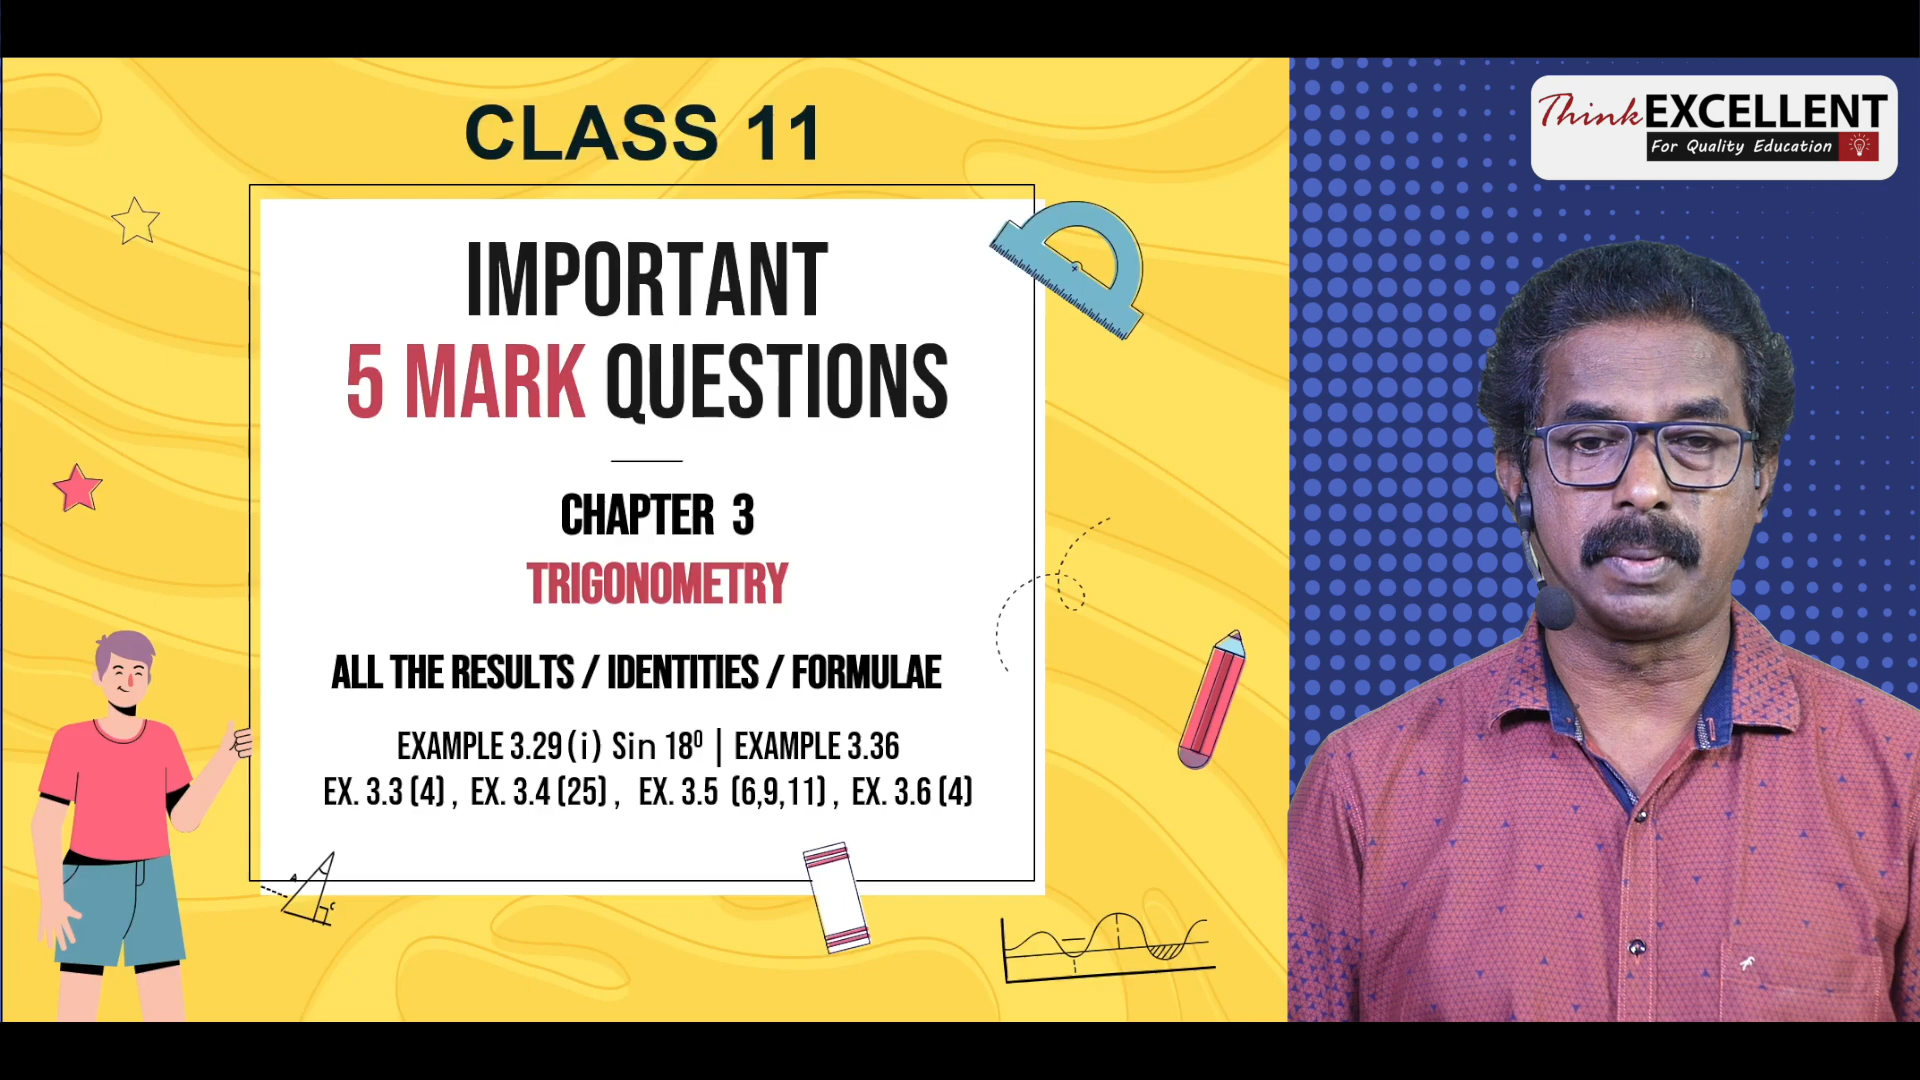 CLASS 11
IMPORTANT
5 MARK QUESTIONS
CHAPTER 3
TRIGONOMETRY
ALL THE RESULTS / IDENTITIES / FORMULAE
EXAMPLE 3.29 (i) Sin 18⁰ | EXAMPLE 3.36
EX. 3.3 (4) , EX. 3.4 (25) , EX. 3.5 (6,9,11) , EX. 3.6 (4)
Think EXCELLENT
For Quality Education